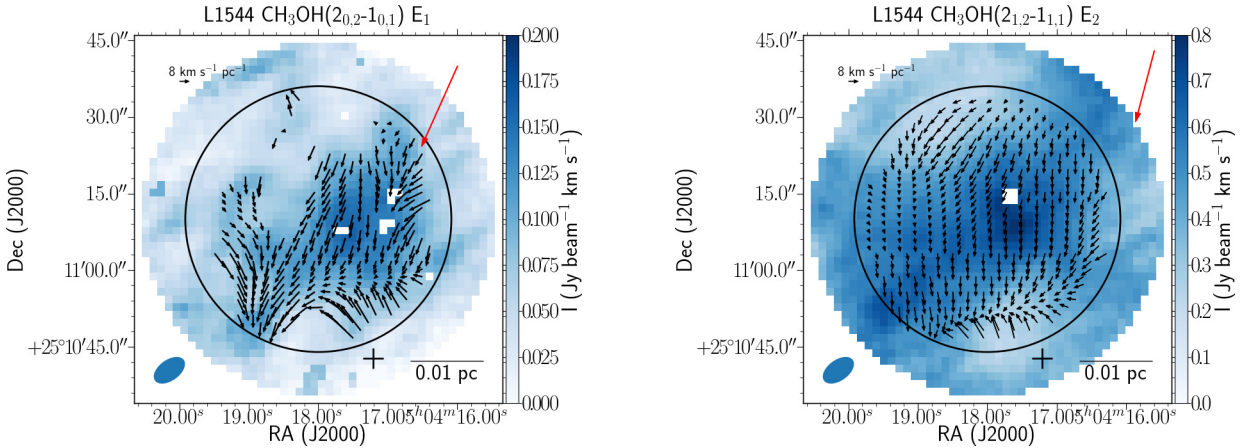 L1544 CH₃OH(2₀,₂-1₀,₁) E₁
45.0″
8 km s⁻¹ pc⁻¹
30.0″
15.0″
11′00.0″
+25°10′45.0″
Dec (J2000)
0.01 pc
20.00ˢ 19.00ˢ 18.00ˢ 17.00ˢ 5ʰ04ᵐ16.00ˢ
RA (J2000)
0.200
0.175
0.150
0.125
0.100
0.075
0.050
0.025
0.000
I (Jy beam⁻¹ km s⁻¹)
L1544 CH₃OH(2₁,₂-1₁,₁) E₂
45.0″
8 km s⁻¹ pc⁻¹
30.0″
15.0″
11′00.0″
+25°10′45.0″
Dec (J2000)
0.01 pc
20.00ˢ 19.00ˢ 18.00ˢ 17.00ˢ 5ʰ04ᵐ16.00ˢ
RA (J2000)
0.8
0.7
0.6
0.5
0.4
0.3
0.2
0.1
0.0
I (Jy beam⁻¹ km s⁻¹)